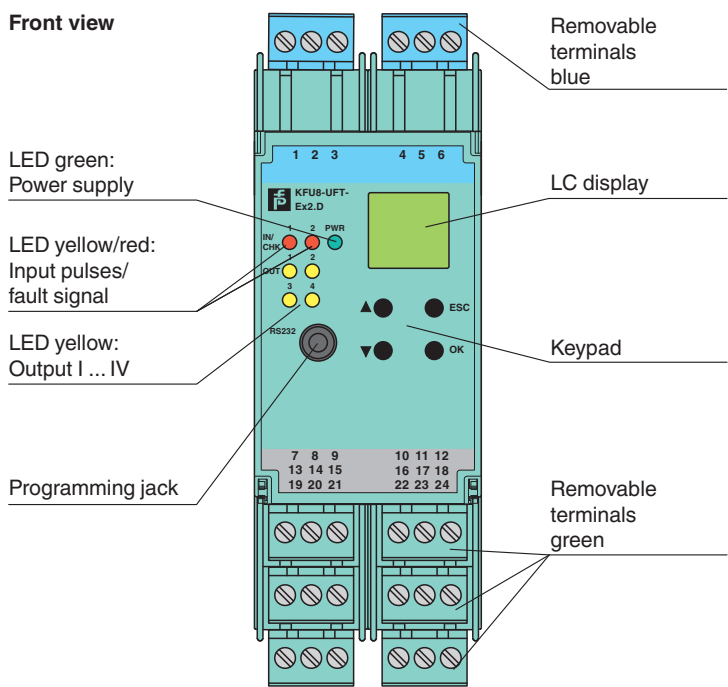 Front view
Removable
terminals
blue
1 2 3
4 5 6
LED green:
Power supply
KFU8-UFT-
Ex2.D
LC display
1 2 PWR
IN/
CHK
LED yellow/red:
Input pulses/
fault signal
1 2
OUT
3 4
▲
ESC
LED yellow:
Output I ... IV
RS232
▼
OK
Keypad
7 8 9
13 14 15
19 20 21
10 11 12
16 17 18
22 23 24
Programming jack
Removable
terminals
green